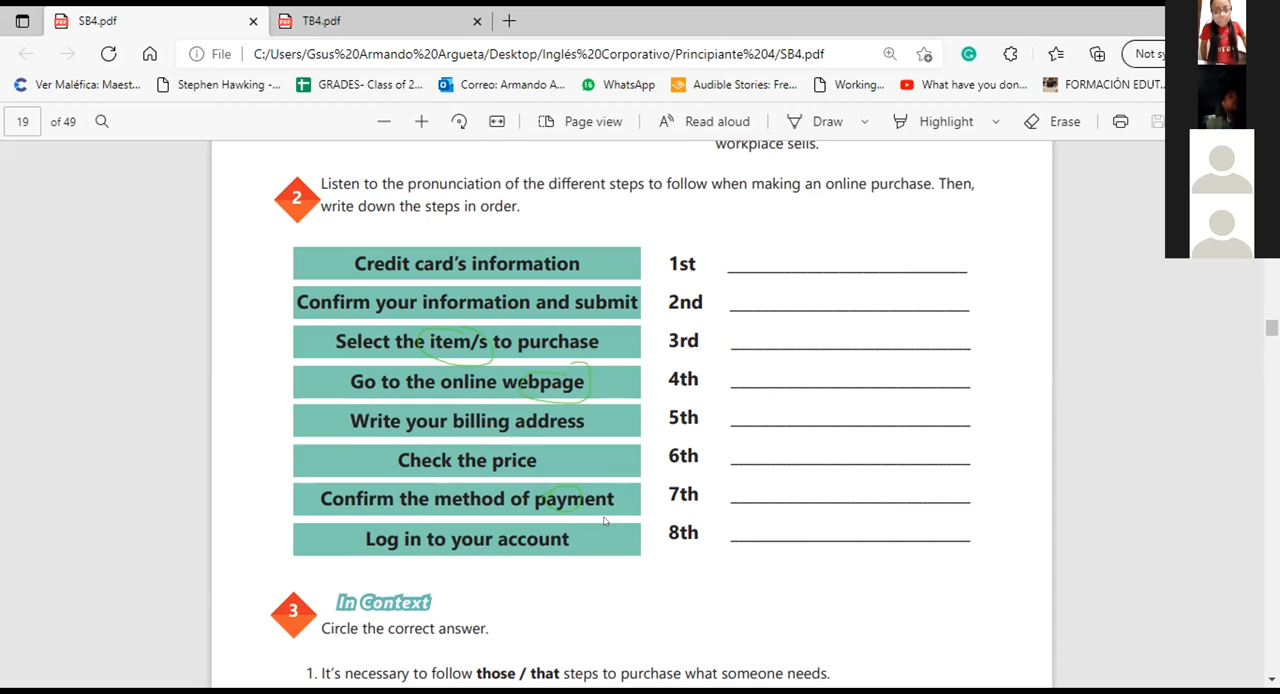 SB4.pdf
TB4.pdf
File C:/Users/Gsus%20Armando%20Argueta/Desktop/Inglés%20Corporativo/Principiante%204/SB4.pdf Not sy
Ver Maléfica: Maest... Stephen Hawking -... GRADES- Class of 2... Correo: Armando A... WhatsApp Audible Stories: Fre... Working... What have you don... FORMACIÓN EDUT...
19 of 49 Page view Read aloud Draw Highlight Erase
workplace sells.
2 Listen to the pronunciation of the different steps to follow when making an online purchase. Then,
write down the steps in order.
Credit card's information 1st
Confirm your information and submit 2nd
Select the item/s to purchase 3rd
Go to the online webpage 4th
Write your billing address 5th
Check the price 6th
Confirm the method of payment 7th
Log in to your account 8th
3 In Context
Circle the correct answer.
1. It's necessary to follow those / that steps to purchase what someone needs.